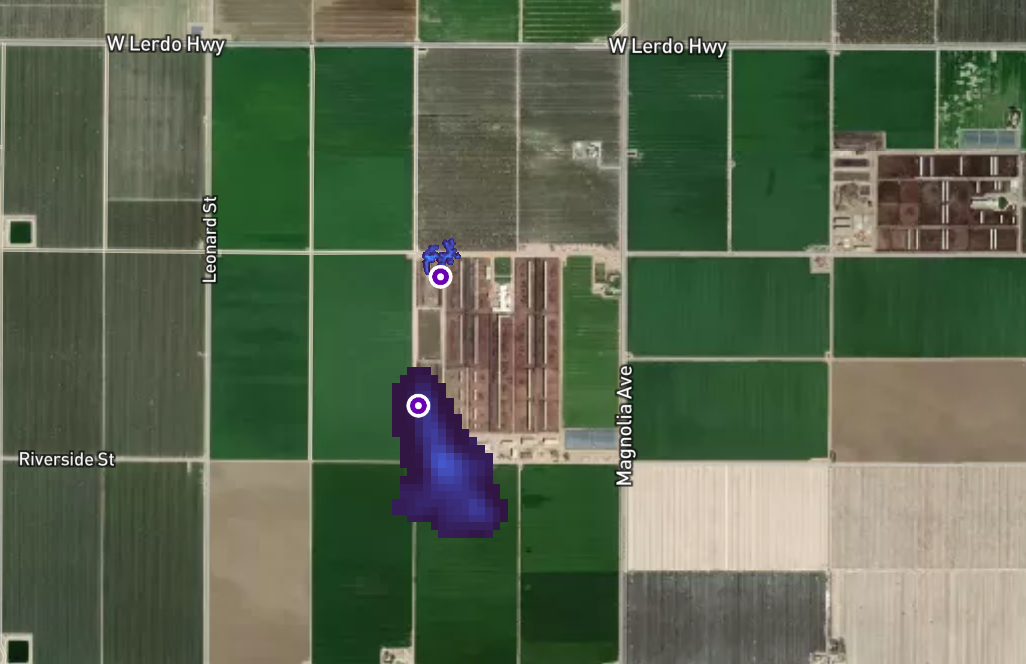 W Lerdo Hwy
W Lerdo Hwy
Leonard St
Magnolia Ave
Riverside St